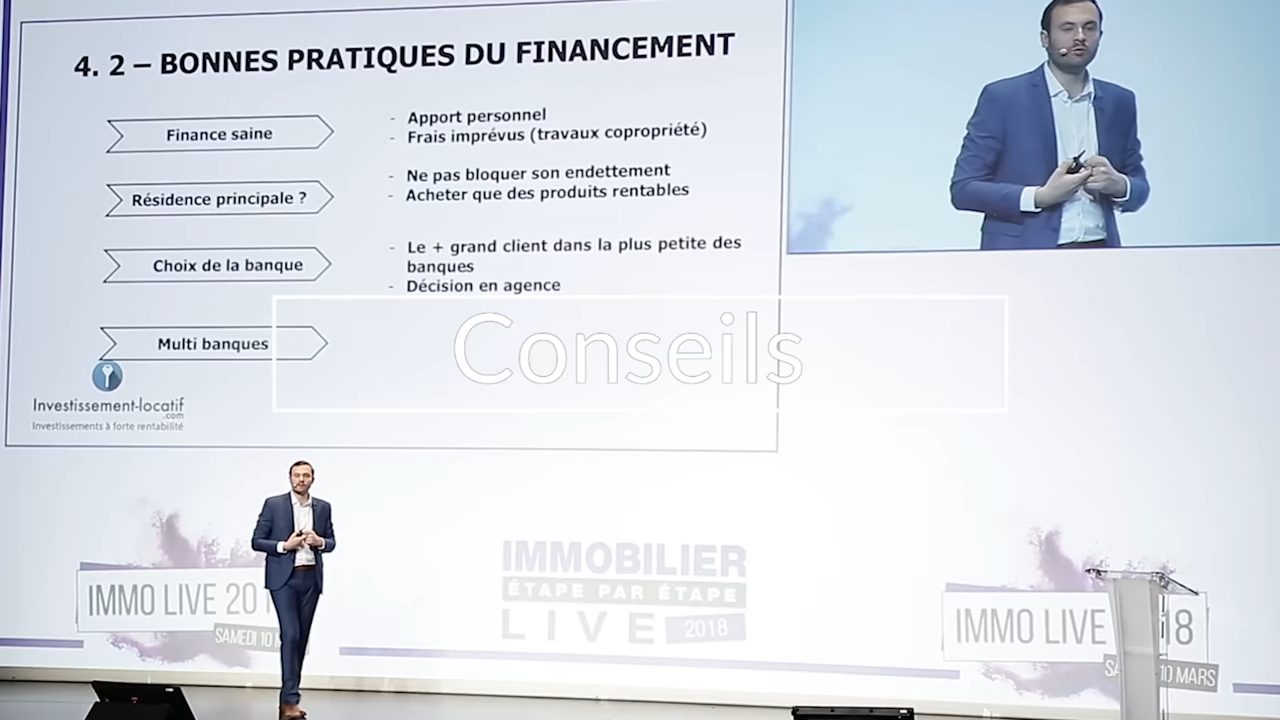 4. 2 – BONNES PRATIQUES DU FINANCEMENT
Finance saine
- Apport personnel
- Frais imprévus (travaux copropriété)
Résidence principale ?
- Ne pas bloquer son endettement
- Acheter que des produits rentables
Choix de la banque
- Le + grand client dans la plus petite des
banques
- Décision en agence
Multi banques
Conseils
Investissement-locatif
.com
Investissements à forte rentabilité
IMMO LIVE
SAMEDI 10
IMMOBILIER
ÉTAPE PAR ÉTAPE
LIVE 2018
IMMO LIVE
10 MARS